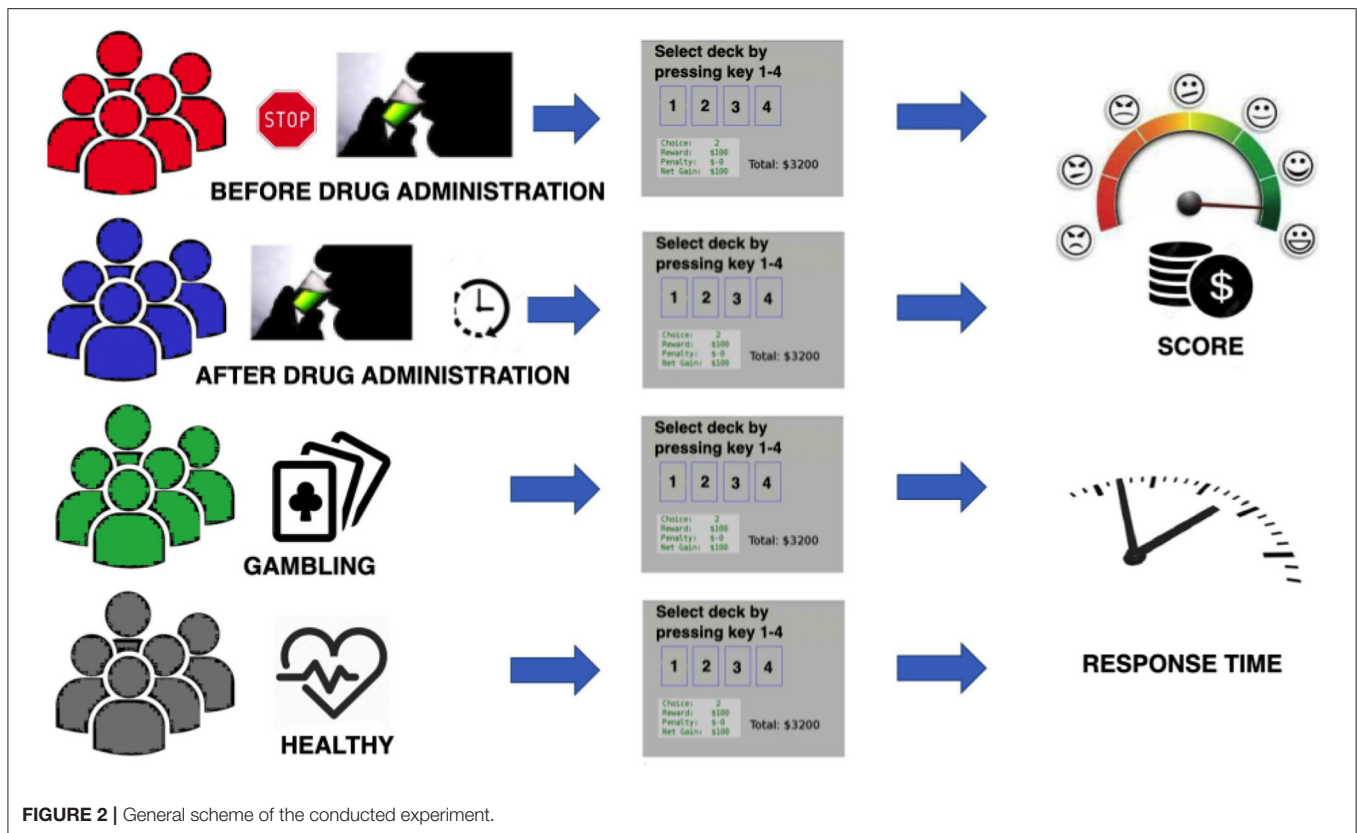 STOP
BEFORE DRUG ADMINISTRATION
Select deck by
pressing key 1-4
1 2 3 4
Choice: 2
Reward: $100
Penalty: $-0
Net Gain: $100
Total: $3200
AFTER DRUG ADMINISTRATION
Select deck by
pressing key 1-4
1 2 3 4
Choice: 2
Reward: $100
Penalty: $-0
Net Gain: $100
Total: $3200
$
SCORE
GAMBLING
Select deck by
pressing key 1-4
1 2 3 4
Choice: 2
Reward: $100
Penalty: $-0
Net Gain: $100
Total: $3200
HEALTHY
Select deck by
pressing key 1-4
1 2 3 4
Choice: 2
Reward: $100
Penalty: $-0
Net Gain: $100
Total: $3200
RESPONSE TIME
FIGURE 2 | General scheme of the conducted experiment.